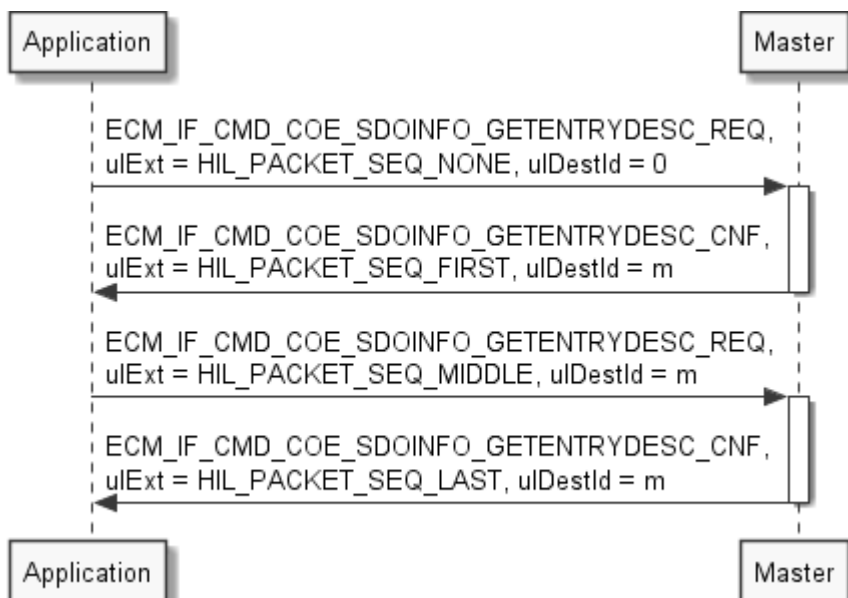 Application
Master
ECM_IF_CMD_COE_SDOINFO_GETENTRYDESC_REQ,
ulExt = HIL_PACKET_SEQ_NONE, ulDestId = 0
ECM_IF_CMD_COE_SDOINFO_GETENTRYDESC_CNF,
ulExt = HIL_PACKET_SEQ_FIRST, ulDestId = m
ECM_IF_CMD_COE_SDOINFO_GETENTRYDESC_REQ,
ulExt = HIL_PACKET_SEQ_MIDDLE, ulDestId = m
ECM_IF_CMD_COE_SDOINFO_GETENTRYDESC_CNF,
ulExt = HIL_PACKET_SEQ_LAST, ulDestId = m
Application
Master